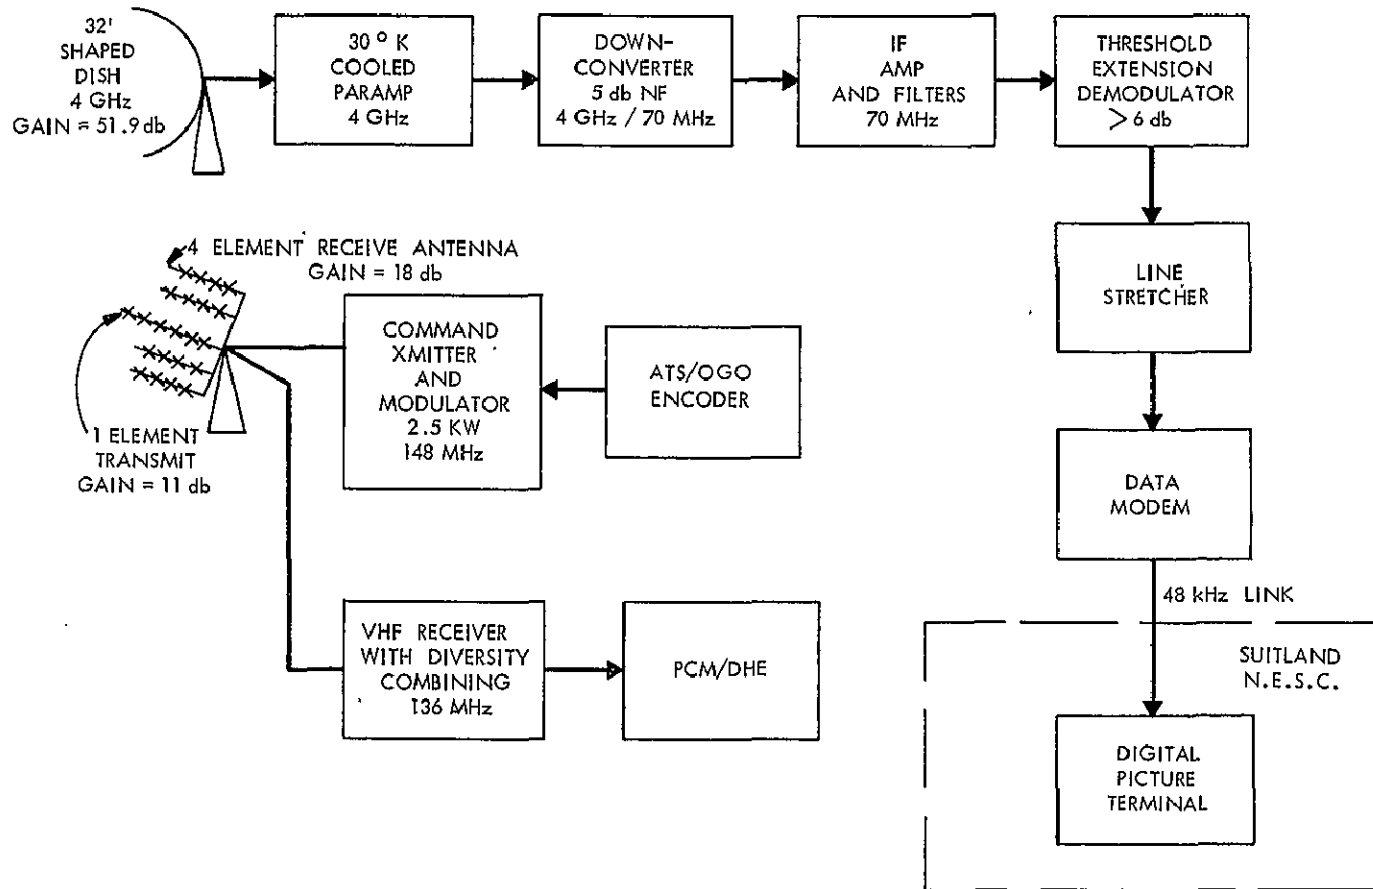 32'
SHAPED
DISH
4 GHz
GAIN = 51.9 db
30° K
COOLED
PARAMP
4 GHz
DOWN-
CONVERTER
5 db NF
4 GHz / 70 MHz
IF
AMP
AND FILTERS
70 MHz
THRESHOLD
EXTENSION
DEMODULATOR
> 6 db
LINE
STRETCHER
DATA
MODEM
48 kHz LINK
SUITLAND
N.E.S.C.
DIGITAL
PICTURE
TERMINAL
4 ELEMENT RECEIVE ANTENNA
GAIN = 18 db
1 ELEMENT
TRANSMIT
GAIN = 11 db
COMMAND
XMITTER
AND
MODULATOR
2.5 KW
148 MHz
ATS/OGO
ENCODER
VHF RECEIVER
WITH DIVERSITY
COMBINING
136 MHz
PCM/DHE